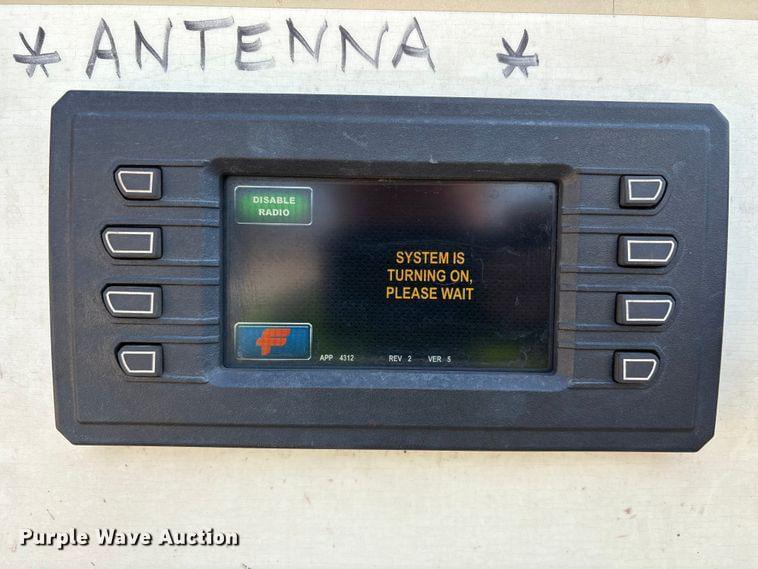 * ANTENNA *
DISABLE
RADIO
SYSTEM IS
TURNING ON,
PLEASE WAIT
APP 4312 REV 2 VER 5
Purple Wave Auction